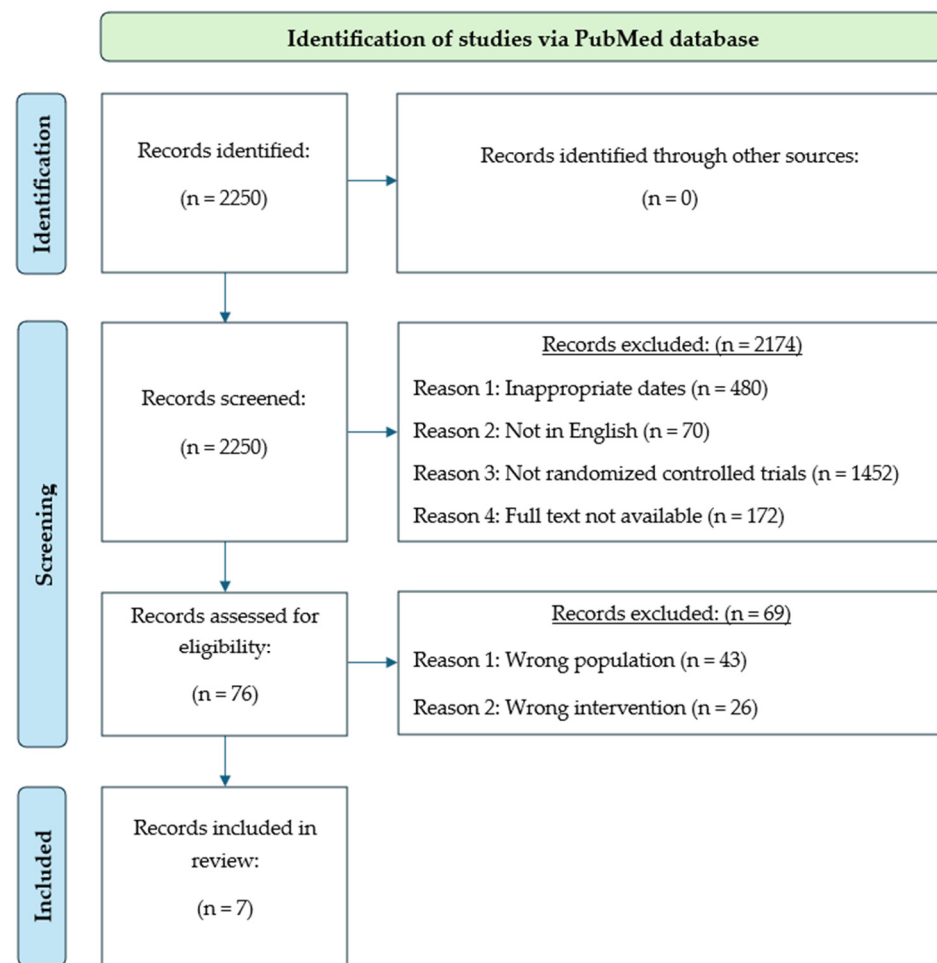 Identification of studies via PubMed database
Identification
Records identified:
(n = 2250)
Records identified through other sources:
(n = 0)
Screening
Records screened:
(n = 2250)
Records excluded: (n = 2174)
Reason 1: Inappropriate dates (n = 480)
Reason 2: Not in English (n = 70)
Reason 3: Not randomized controlled trials (n = 1452)
Reason 4: Full text not available (n = 172)
Records assessed for
eligibility:
(n = 76)
Records excluded: (n = 69)
Reason 1: Wrong population (n = 43)
Reason 2: Wrong intervention (n = 26)
Included
Records included in
review:
(n = 7)